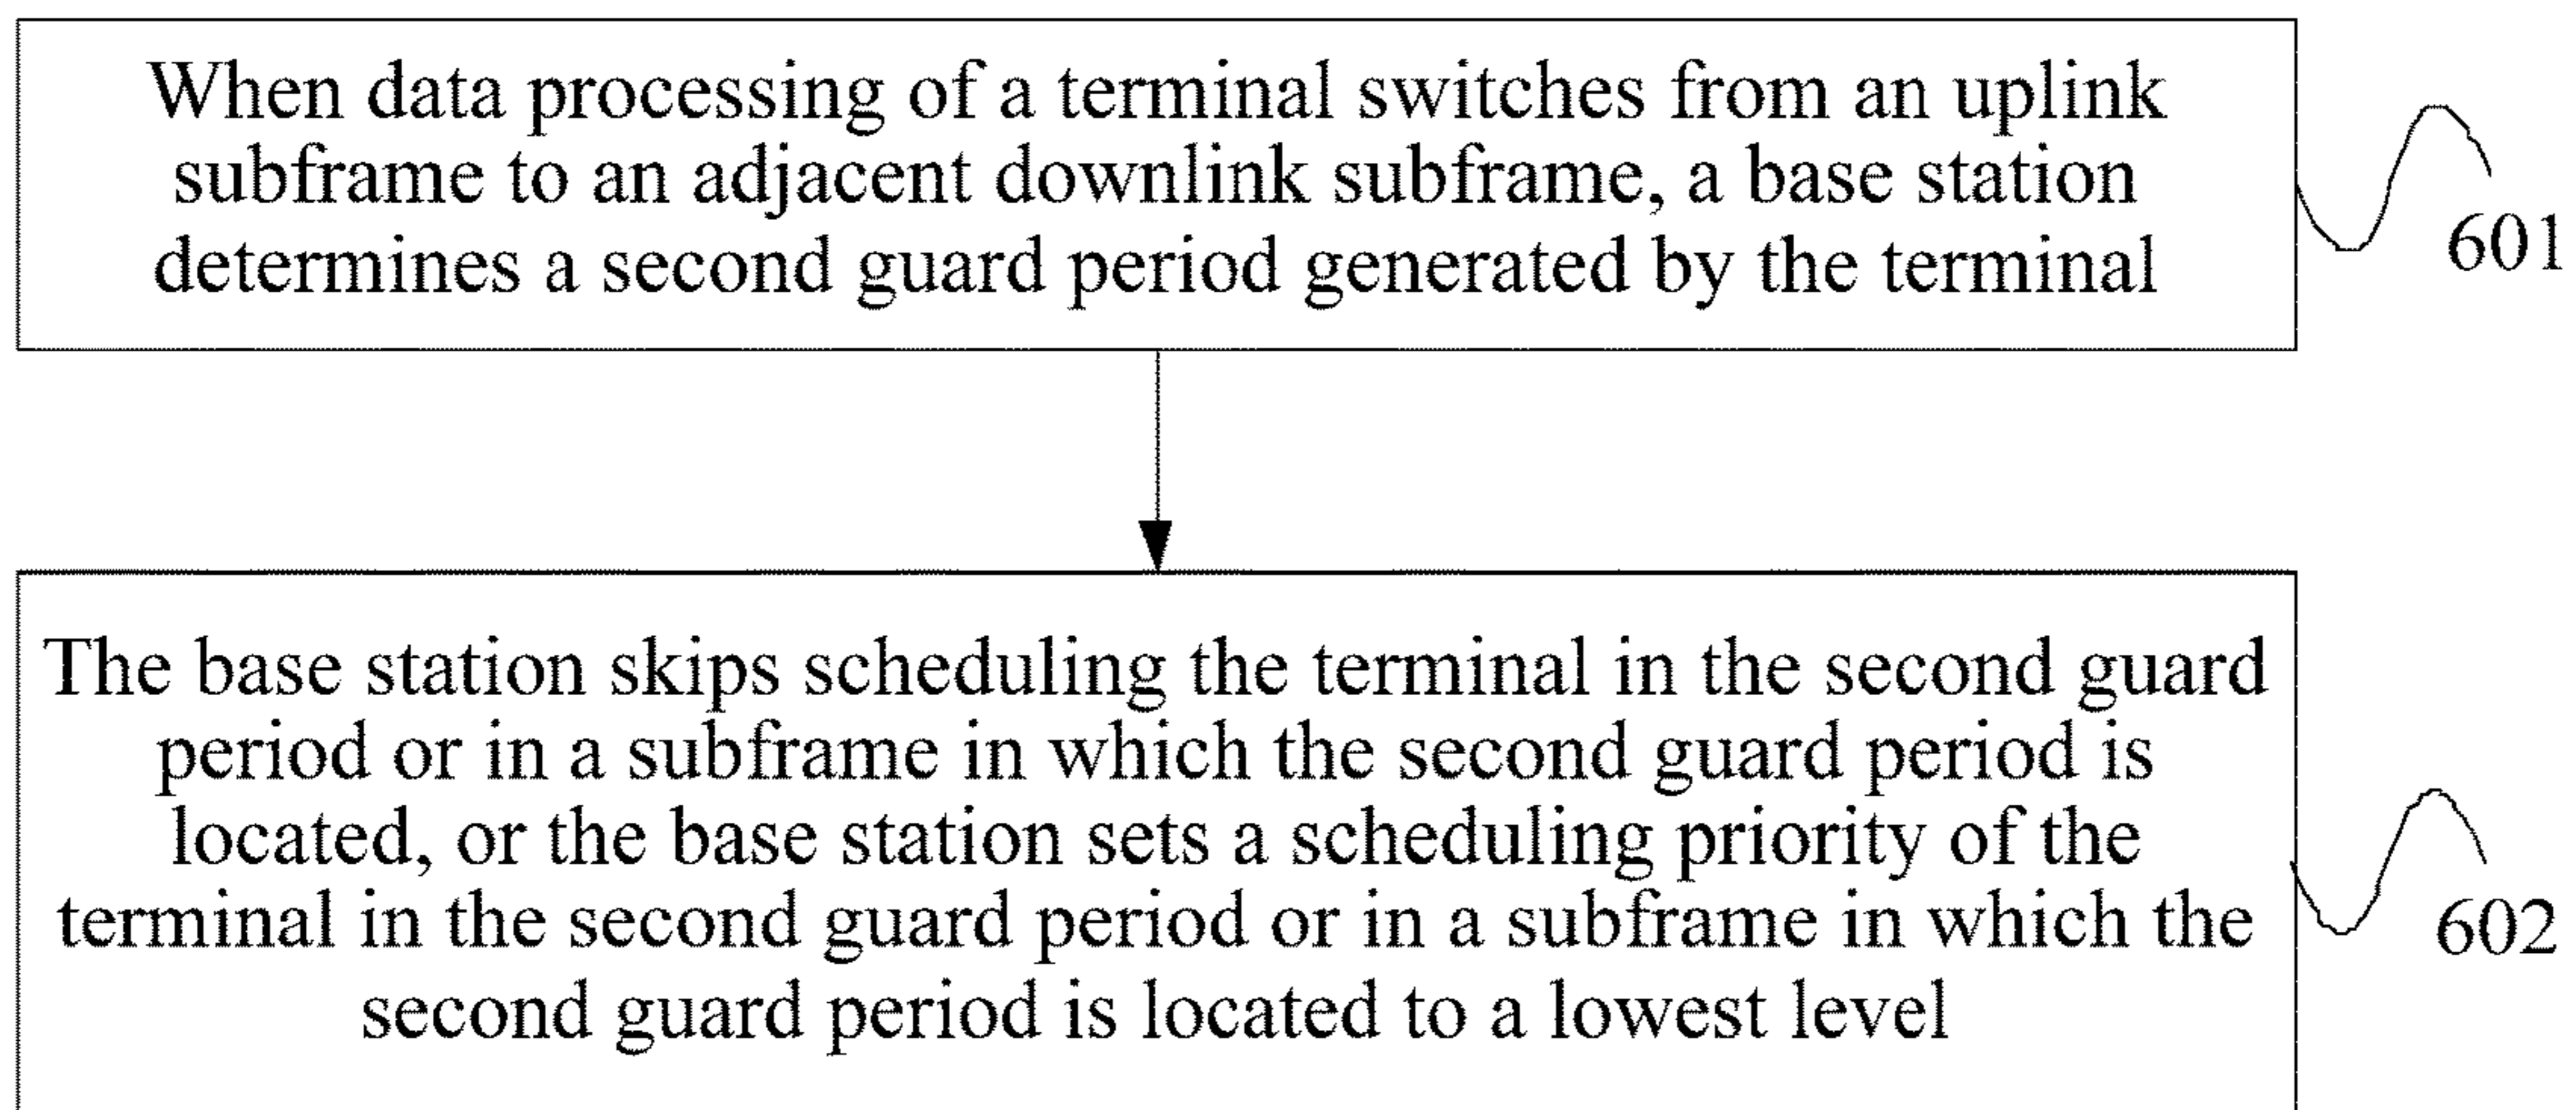 When data processing of a terminal switches from an uplink
subframe to an adjacent downlink subframe, a base station
determines a second guard period generated by the terminal
601
The base station skips scheduling the terminal in the second guard
period or in a subframe in which the second guard period is
located, or the base station sets a scheduling priority of the
terminal in the second guard period or in a subframe in which the
second guard period is located to a lowest level
602